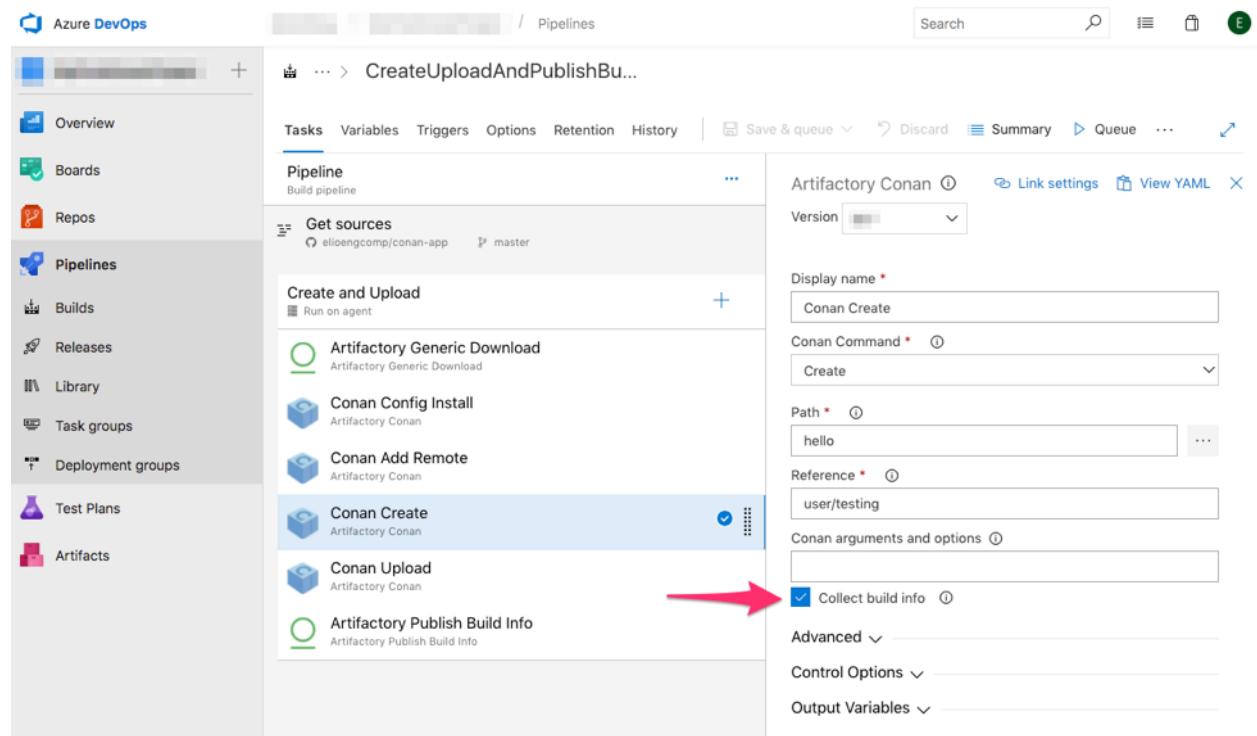 Azure DevOps
/ Pipelines
Search
E
... > CreateUploadAndPublishBu...
Overview
Boards
Repos
Pipelines
Builds
Releases
Library
Task groups
Deployment groups
Test Plans
Artifacts
Tasks Variables Triggers Options Retention History
Save & queue Discard Summary Queue ...
Pipeline
Build pipeline
...
Get sources
elioengcomp/conan-app master
Create and Upload
Run on agent
Artifactory Generic Download
Artifactory Generic Download
Conan Config Install
Artifactory Conan
Conan Add Remote
Artifactory Conan
Conan Create
Artifactory Conan
Conan Upload
Artifactory Conan
Artifactory Publish Build Info
Artifactory Publish Build Info
Artifactory Conan Link settings View YAML
Version
Display name *
Conan Create
Conan Command *
Create
Path *
hello
...
Reference *
user/testing
Conan arguments and options
Collect build info
Advanced
Control Options
Output Variables